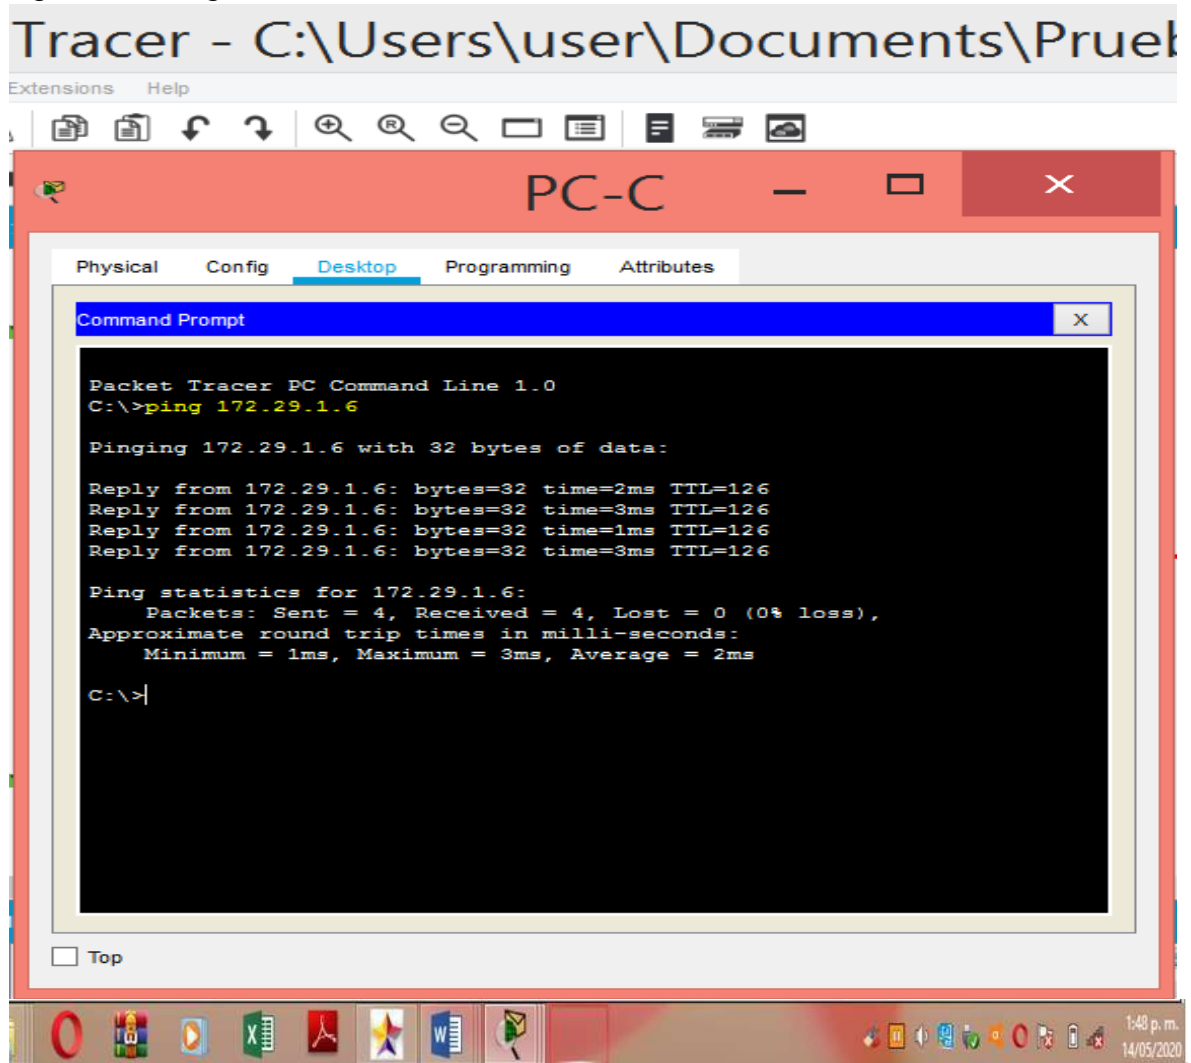 Tracer - C:\Users\user\Documents\Prueb
Extensions Help
PC-C
Physical Config Desktop Programming Attributes
Command Prompt X
Packet Tracer PC Command Line 1.0
C:\>ping 172.29.1.6
Pinging 172.29.1.6 with 32 bytes of data:
Reply from 172.29.1.6: bytes=32 time=2ms TTL=126
Reply from 172.29.1.6: bytes=32 time=3ms TTL=126
Reply from 172.29.1.6: bytes=32 time=1ms TTL=126
Reply from 172.29.1.6: bytes=32 time=3ms TTL=126
Ping statistics for 172.29.1.6:
Packets: Sent = 4, Received = 4, Lost = 0 (0% loss),
Approximate round trip times in milli-seconds:
Minimum = 1ms, Maximum = 3ms, Average = 2ms
C:\>
Top
1:48 p.m.
14/05/2020